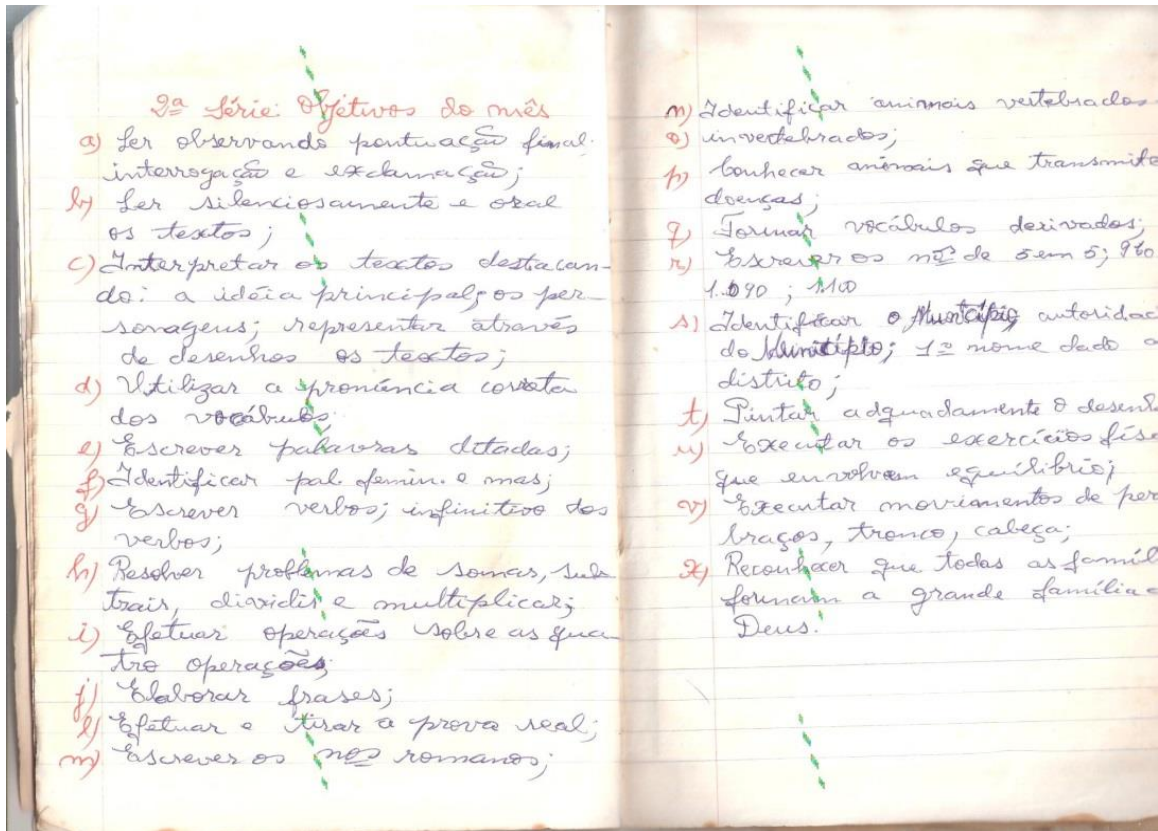 2ª Série: Objetivos do mês
a) Ler observando pontuação final:
interrogação e exclamação;
b) Ler silenciosamente e oral
os textos;
c) Interpretar os textos destacan-
do: a idéia principal; os per-
sonagens; representar através
de desenhos os textos;
d) Utilizar a pronúncia correta
dos vocábulos;
e) Escrever palavras ditadas;
f) Identificar pal. femin. e mas;
g) Escrever verbos; infinitivo dos
verbos;
h) Resolver problemas de somar, sub
trair, dividir e multiplicar;
i) Efetuar operações sobre as qua
tro operações;
j) Elaborar frases;
l) Efetuar e tirar a prova real;
m) Escrever os nos romanos;
n) Identificar animais vertebrados
o) invertebrados;
p) Conhecer animais que transmite
doenças;
q) Formar vocábulos derivados;
r) Escrever os nos de 5 em 5; 960
1.090 ; 1.100
s) Identificar o Município autoridad
do Município; 1º nome dado a
distrito;
t) Pintar adquadamente o desenh
u) Executar os exercícios físi
que envolvem equilíbrio;
v) Executar moviamentos de per
braços, tronco, cabeça;
x) Reconhecer que todas as famíl
formam a grande família d
Deus.